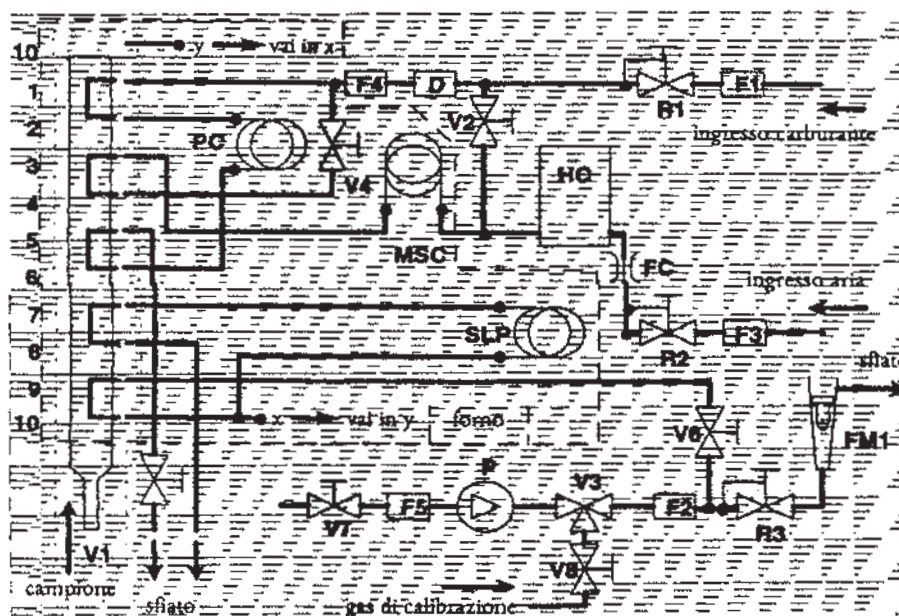 10
y val in x
1
F4
D
F1
R1
V2
ingresso carburante
2
PC
3
HC
V4
4
5
MSC
FC
6
ingresso aria
7
SLP
8
R2
F3
sfiato
9
10
x val in y
forno
V6
FM1
P
V3
V7
F5
F2
R3
V1
V8
campione
sfiato
gas di calibrazione